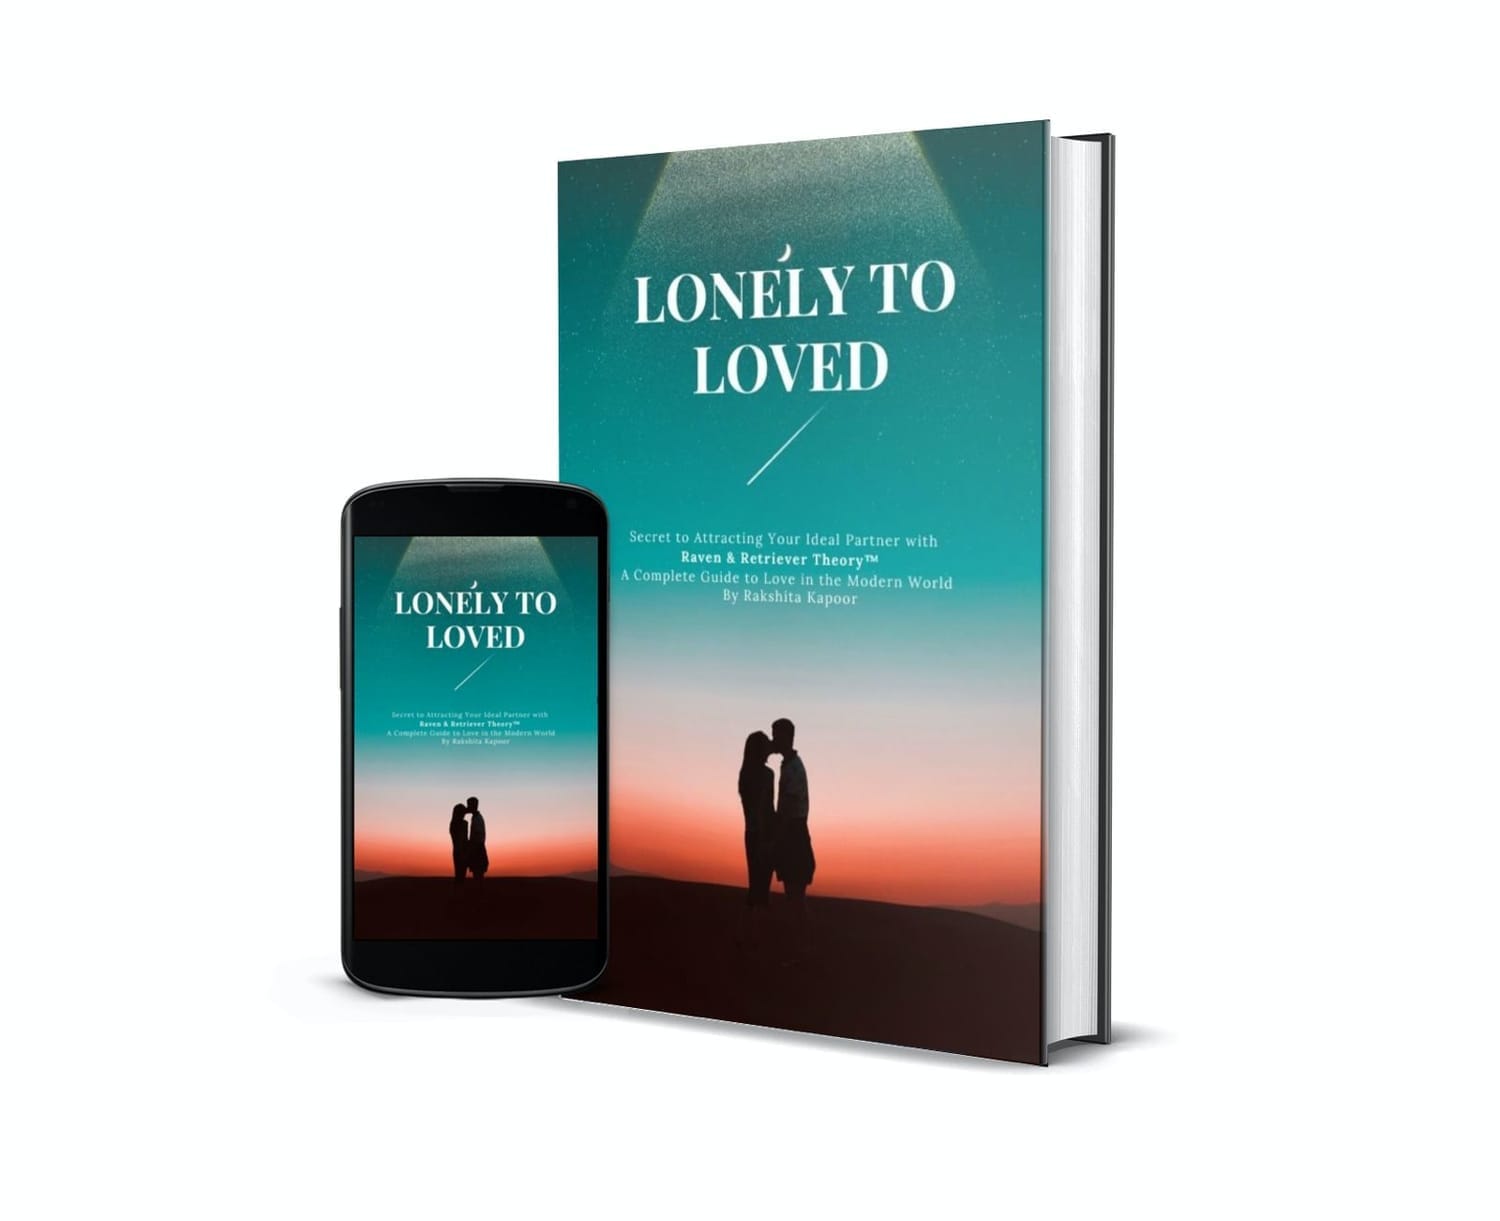 LONELY TO
LOVED
Secret to Attracting Your Ideal Partner with
Raven & Retriever Theory™
A Complete Guide to Love in the Modern World
By Rakshita Kapoor
LONELY TO
LOVED
Secret to Attracting Your Ideal Partner with
Raven & Retriever Theory™
A Complete Guide to Love in the Modern World
By Rakshita Kapoor